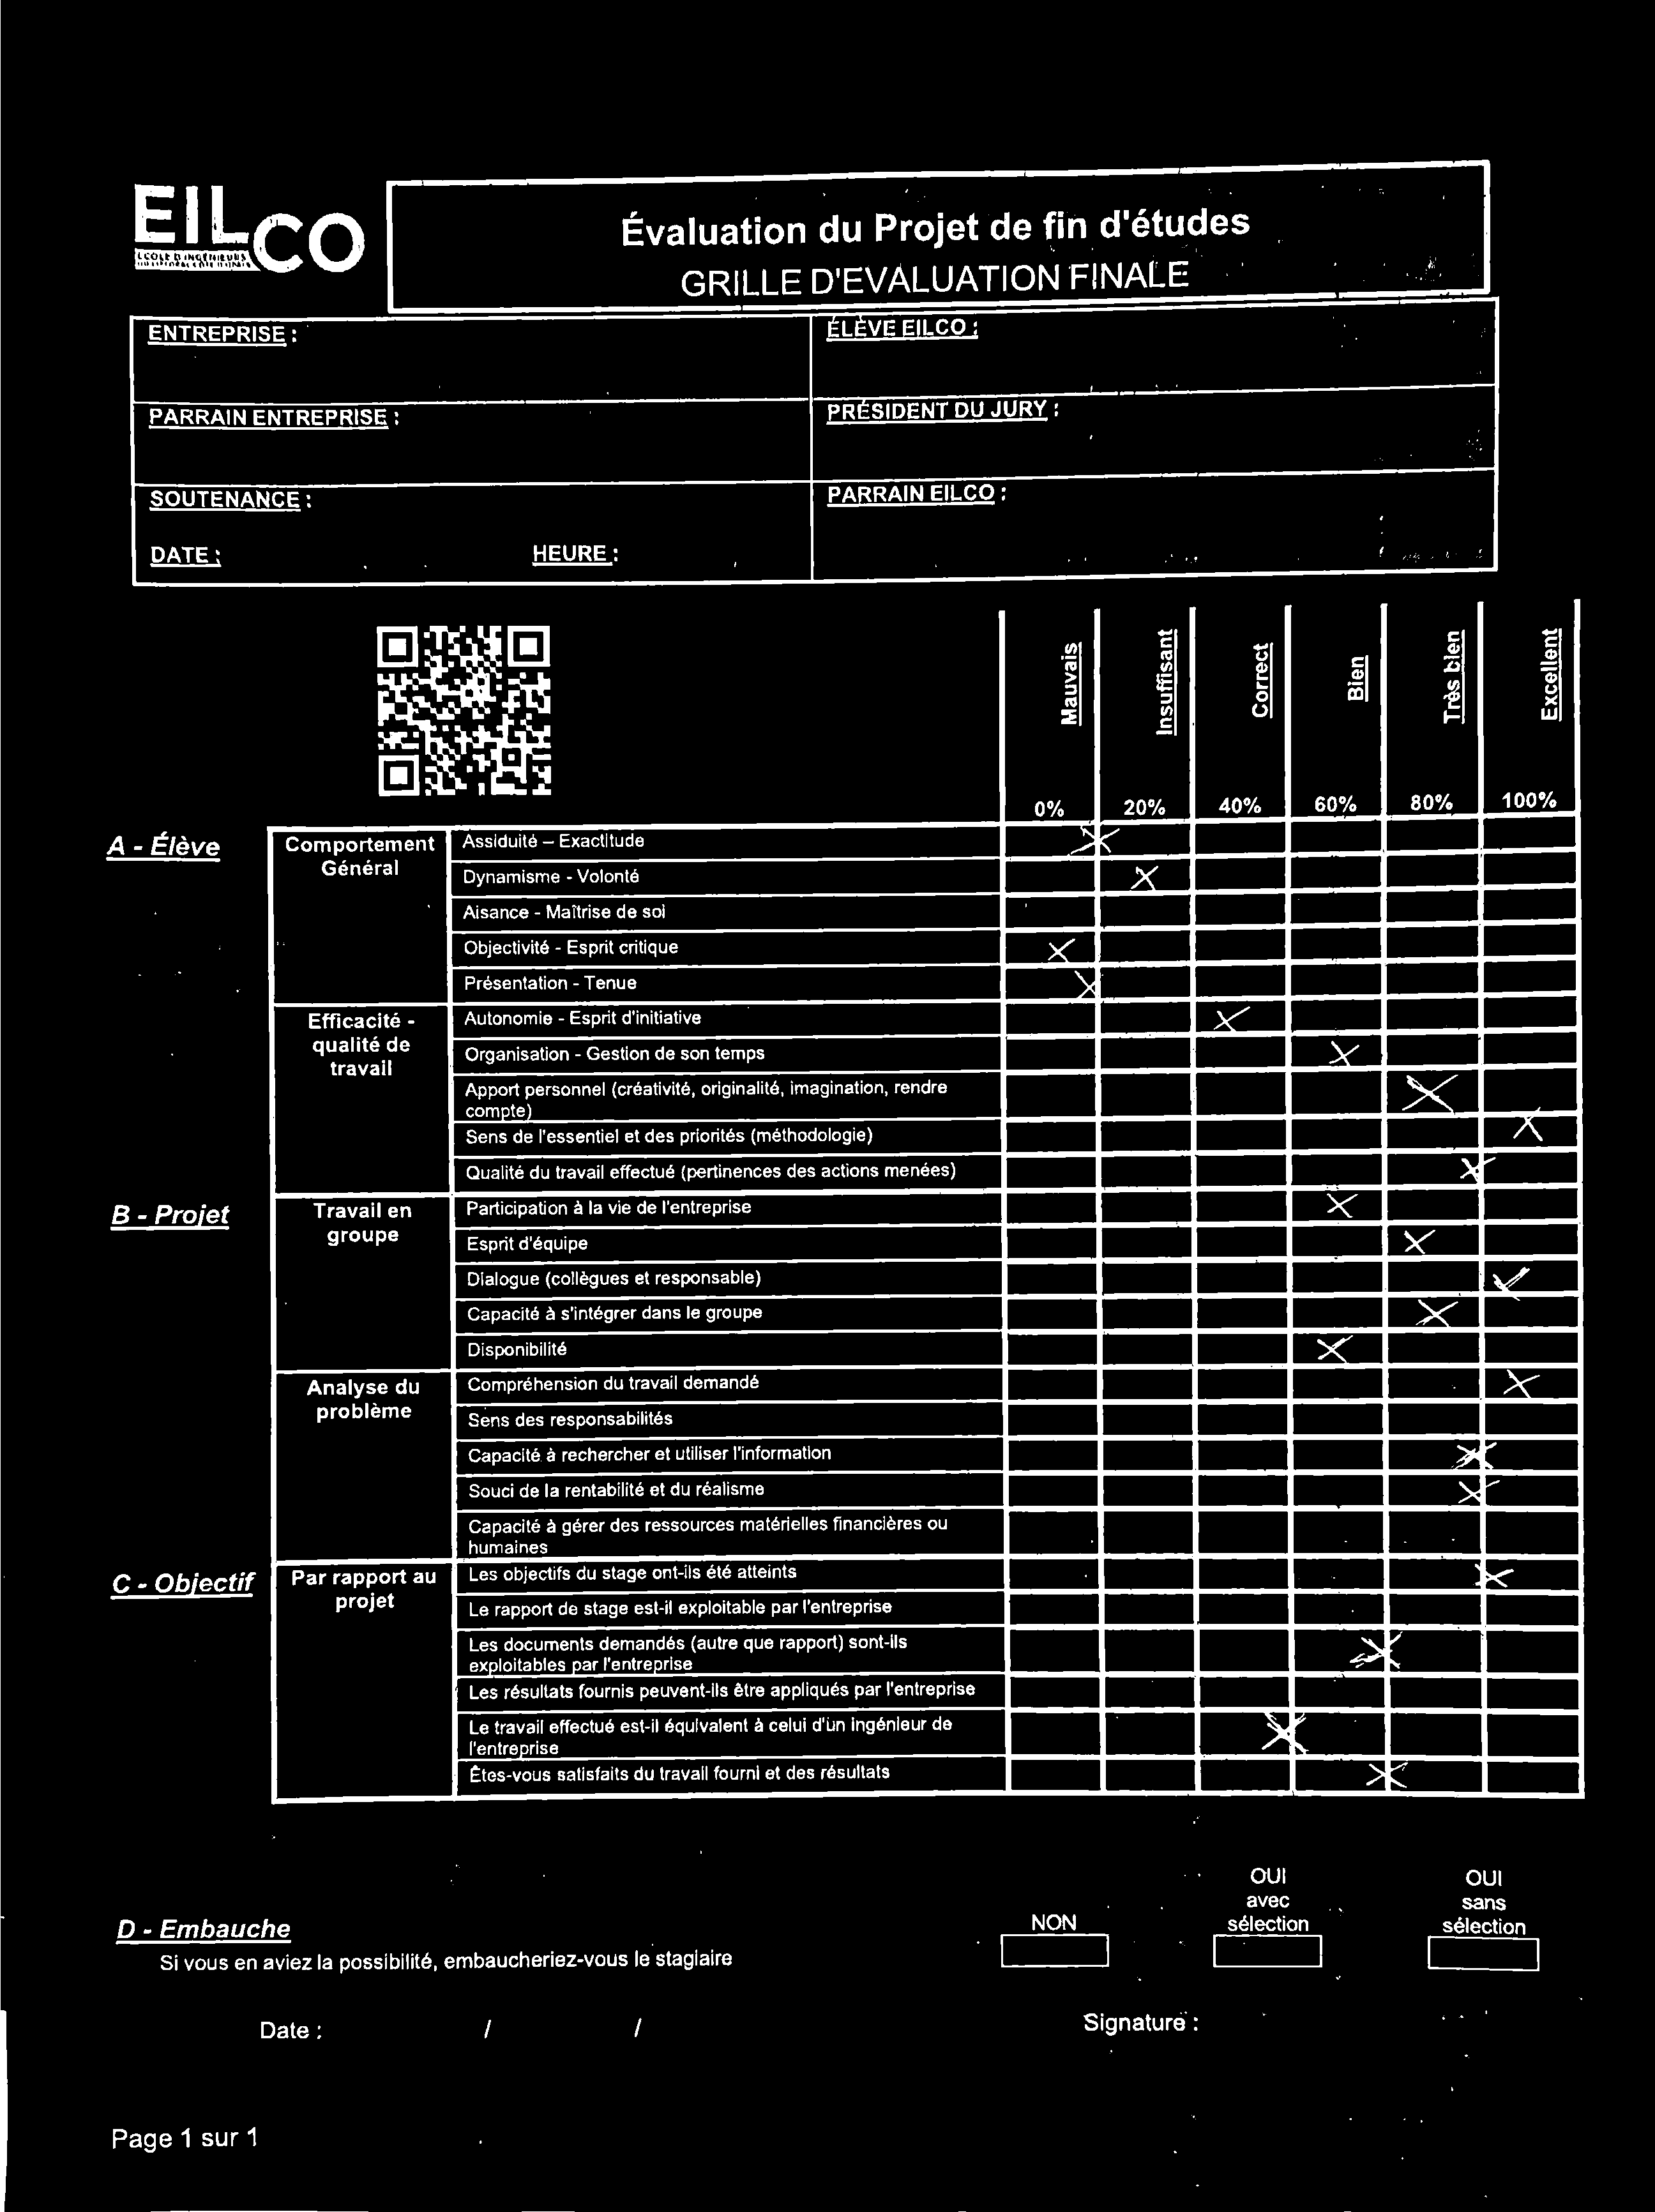 EILCO
ECOLE D'INGÉNIEURS
Évaluation du Projet de fin d'études
GRILLE D'EVALUATION FINALE
ENTREPRISE :
ÉLÈVE EILCO :
PARRAIN ENTREPRISE :
PRÉSIDENT DU JURY :
SOUTENANCE :
PARRAIN EILCO :
DATE :
HEURE :
Mauvais
Insuffisant
Correct
Bien
Très bien
Excellent
0% 20% 40% 60% 80% 100%
A - Élève
Comportement
Général
Assiduité – Exactitude
Dynamisme - Volonté
Aisance - Maîtrise de soi
Objectivité - Esprit critique
Présentation - Tenue
Efficacité -
qualité de
travail
Autonomie - Esprit d'initiative
Organisation - Gestion de son temps
Apport personnel (créativité, originalité, imagination, rendre
compte)
Sens de l'essentiel et des priorités (méthodologie)
Qualité du travail effectué (pertinences des actions menées)
B - Projet
Travail en
groupe
Participation à la vie de l'entreprise
Esprit d'équipe
Dialogue (collègues et responsable)
Capacité à s'intégrer dans le groupe
Disponibilité
Analyse du
problème
Compréhension du travail demandé
Sens des responsabilités
Capacité à rechercher et utiliser l'information
Souci de la rentabilité et du réalisme
Capacité à gérer des ressources matérielles financières ou
humaines
C - Objectif
Par rapport au
projet
Les objectifs du stage ont-ils été atteints
Le rapport de stage est-il exploitable par l'entreprise
Les documents demandés (autre que rapport) sont-ils
exploitables par l'entreprise
Les résultats fournis peuvent-ils être appliqués par l'entreprise
Le travail effectué est-il équivalent à celui d'un ingénieur de
l'entreprise
Êtes-vous satisfaits du travail fourni et des résultats
D - Embauche
Si vous en aviez la possibilité, embaucheriez-vous le stagiaire
NON
OUI
avec
sélection
OUI
sans
sélection
Date : / /
Signature :
Page 1 sur 1